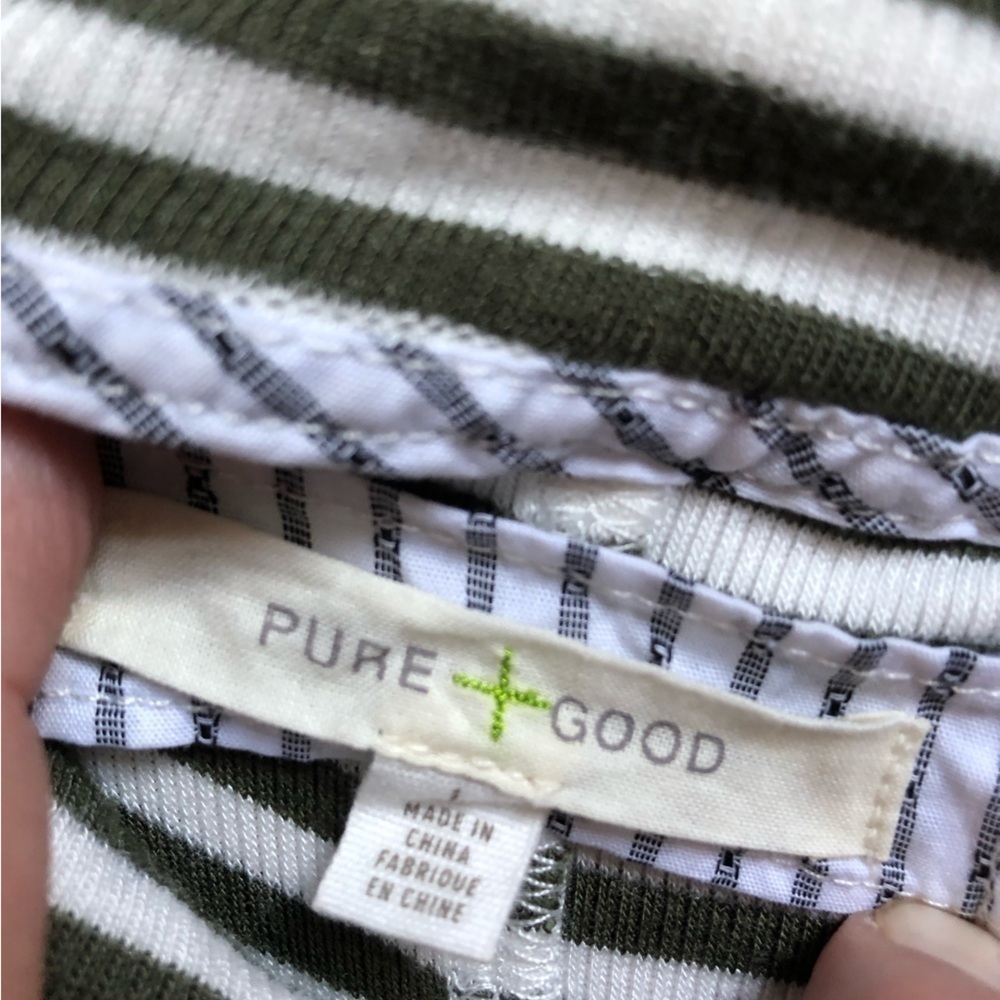 PURE + GOOD
MADE IN
CHINA
FABRIQUE
EN CHINE